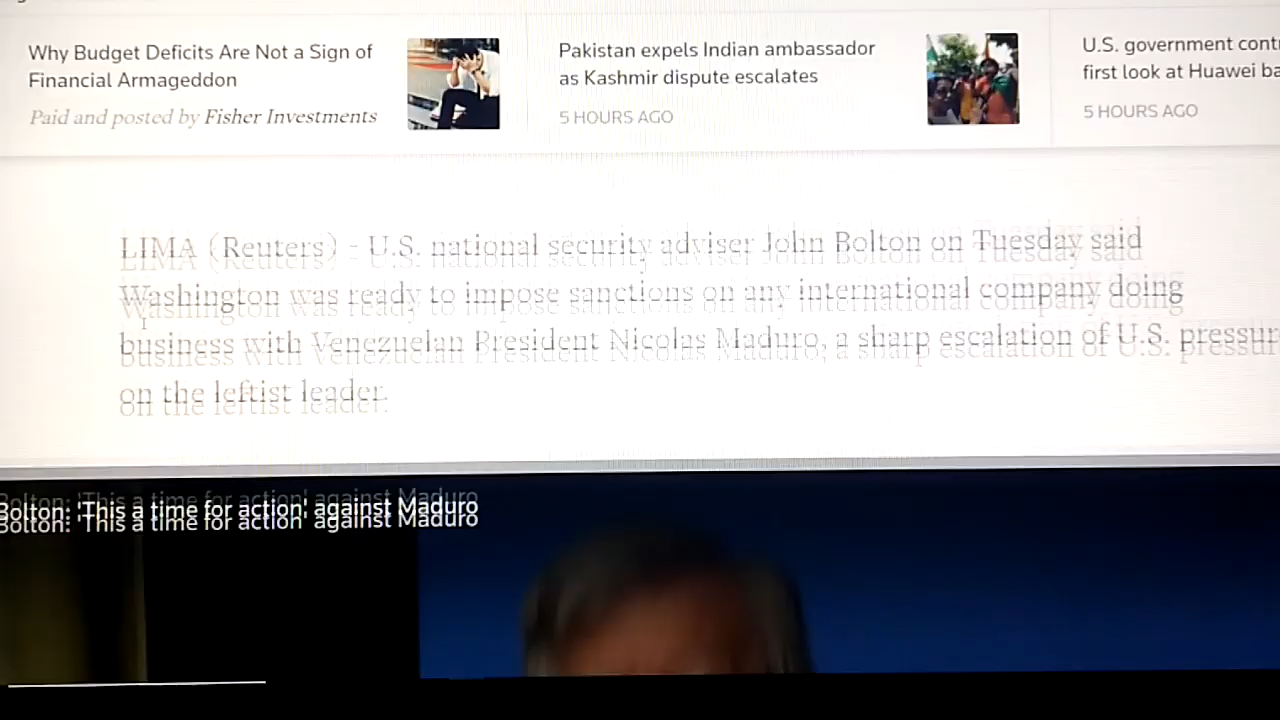 Why Budget Deficits Are Not a Sign of
Financial Armageddon
Paid and posted by Fisher Investments
Pakistan expels Indian ambassador
as Kashmir dispute escalates
5 HOURS AGO
U.S. government
first look at Huawei
5 HOURS AGO
LIMA (Reuters) - U.S. national security adviser John Bolton on Tuesday said
Washington was ready to impose sanctions on any international company doing
business with Venezuelan President Nicolas Maduro, a sharp escalation of U.S.
on the leftist leader.
Bolton: 'This a time for action' against Maduro